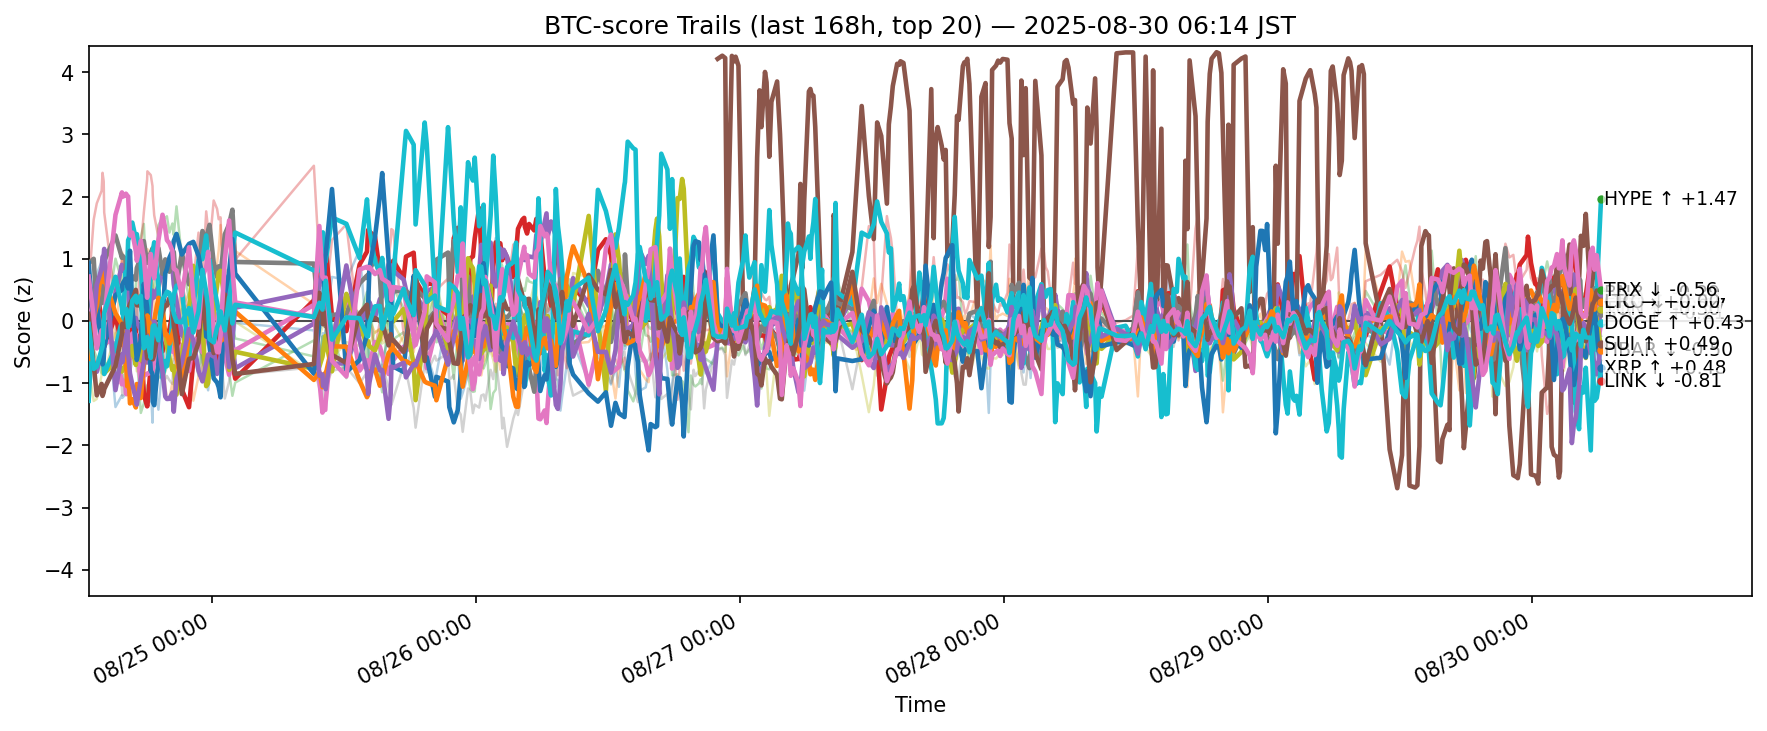 BTC-score Trails (last 168h, top 20) — 2025-08-30 06:14 JST
Score (z)
4
3
2
1
0
−1
−2
−3
−4
HYPE ↑ +1.47
TRX ↓ -0.56
DOGE ↑ +0.43
SUI ↑ +0.49
XRP ↑ +0.48
LINK ↓ -0.81
08/25 00:00
08/26 00:00
08/27 00:00
08/28 00:00
08/29 00:00
08/30 00:00
Time